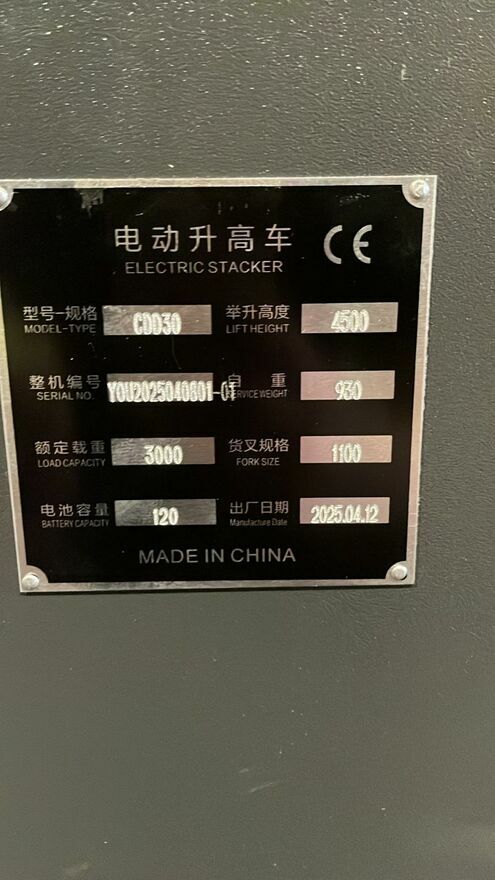 电动升高车 CE
ELECTRIC STACKER
型号-规格 CDD30 举升高度 4500
MODEL-TYPE LIFT HEIGHT
整机编号 YOU2025040601-01 自 重 930
SERIAL NO. SERVICE WEIGHT
额定载重 3000 货叉规格 1100
LOAD CAPACITY FORK SIZE
电池容量 120 出厂日期 2025.04.12
BATTERY CAPACITY Manufacture Date
MADE IN CHINA